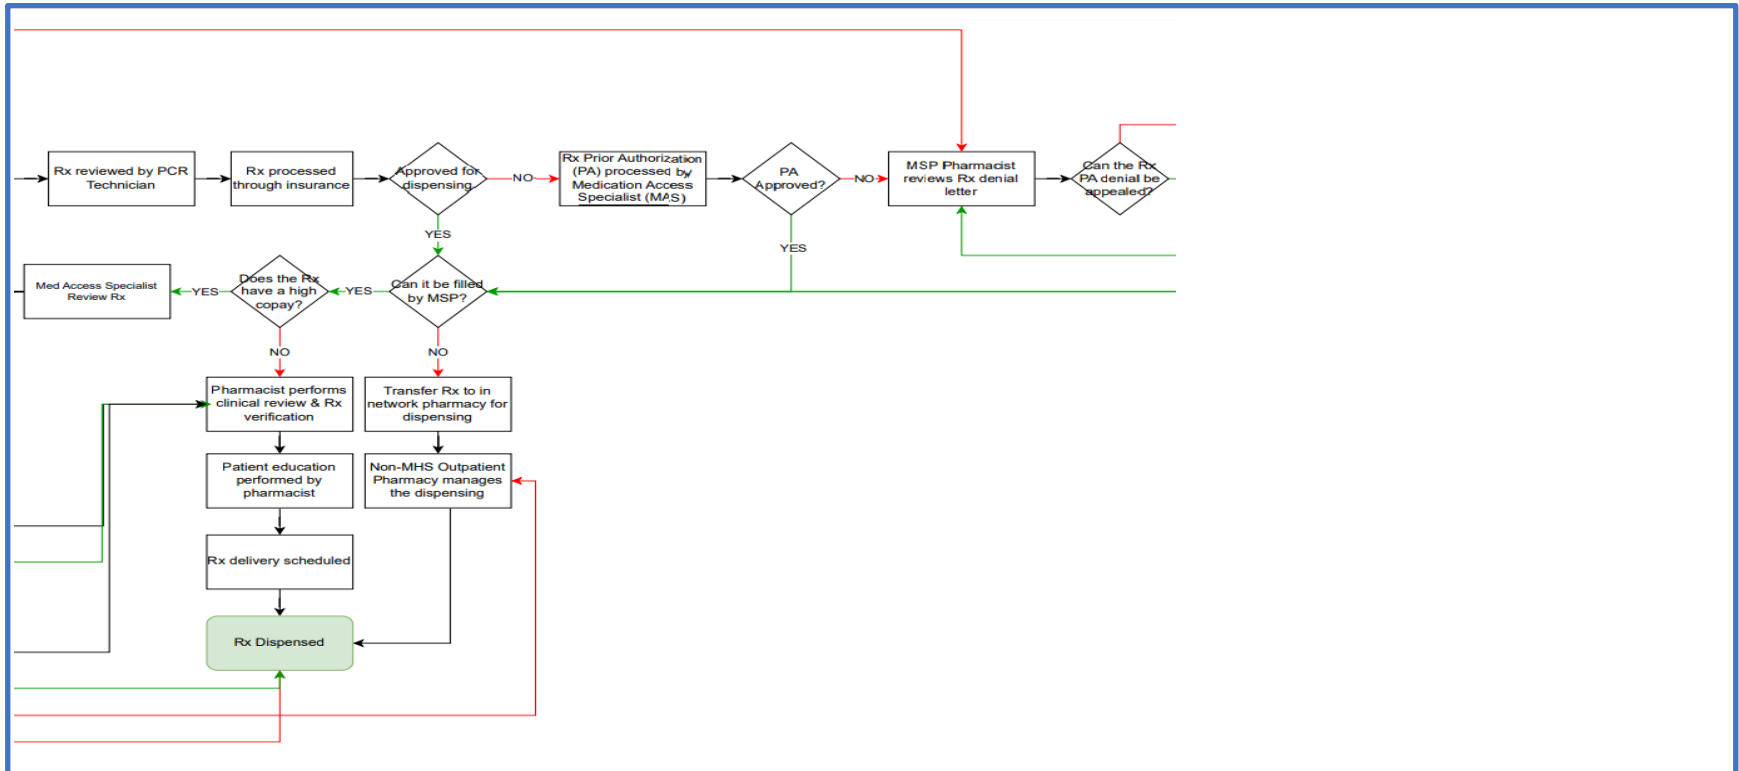 Rx reviewed by PCR
Technician
Rx processed
through insurance
Approved for
dispensing
NO
Rx Prior Authorization
(PA) processed by
Medication Access
Specialist (MAS)
PA
Approved?
NO
MSP Pharmacist
reviews Rx denial
letter
Can the Rx
PA denial be
appealed?
YES
YES
Med Access Specialist
Review Rx
YES
Does the Rx
have a high
copay?
YES
Can it be filled
by MSP?
NO
NO
Pharmacist performs
clinical review & Rx
verification
Transfer Rx to in
network pharmacy for
dispensing
Patient education
performed by
pharmacist
Non-MHS Outpatient
Pharmacy manages
the dispensing
Rx delivery scheduled
Rx Dispensed